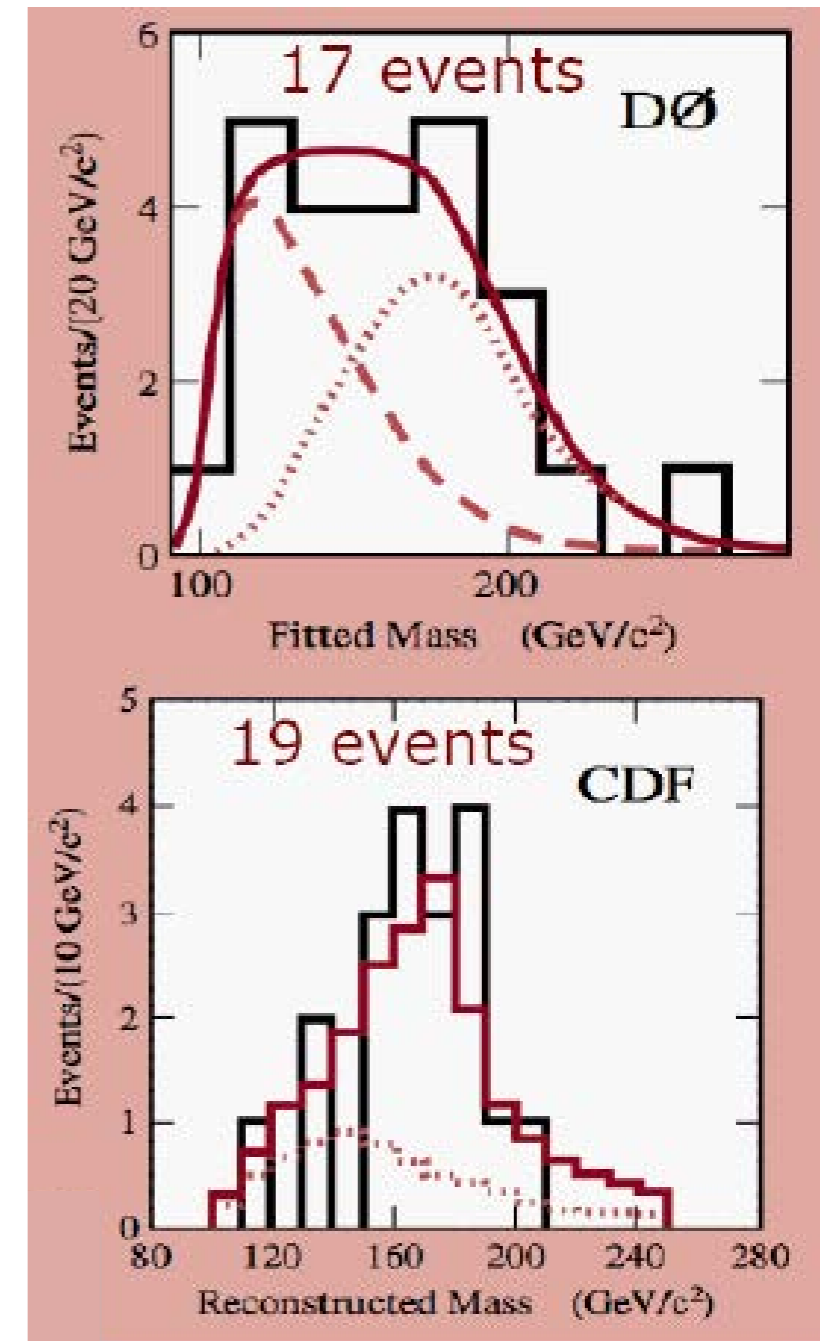 6
17 events
DØ
4
2
0
Events/(20 GeV/c²)
100 200
Fitted Mass (GeV/c²)
5
19 events
CDF
4
3
2
1
0
Events/(10 GeV/c²)
80 120 160 200 240 280
Reconstructed Mass (GeV/c²)